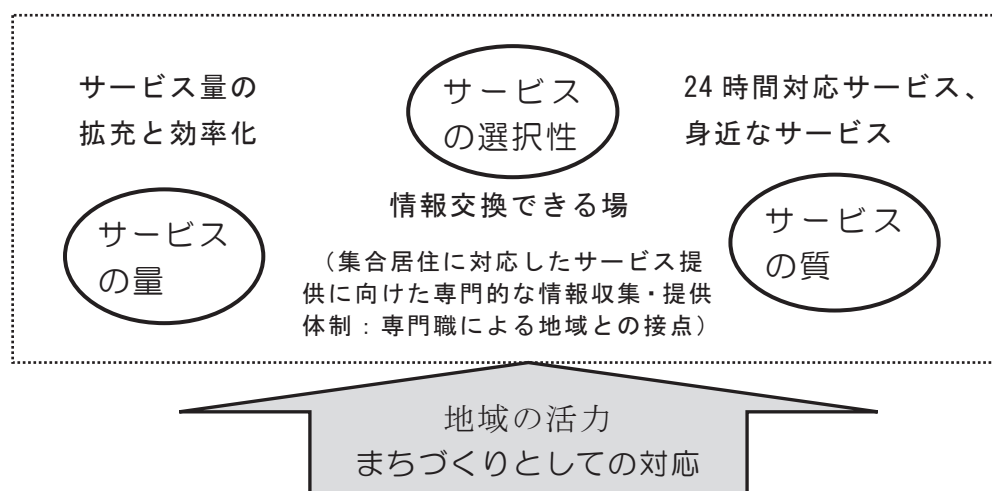 サービス量の
拡充と効率化
サービス
の選択性
24 時間対応サービス、
身近なサービス
サービス
の量
情報交換できる場
（集合居住に対応したサービス提
供に向けた専門的な情報収集・提供
体制：専門職による地域との接点）
サービス
の質
地域の活力
まちづくりとしての対応